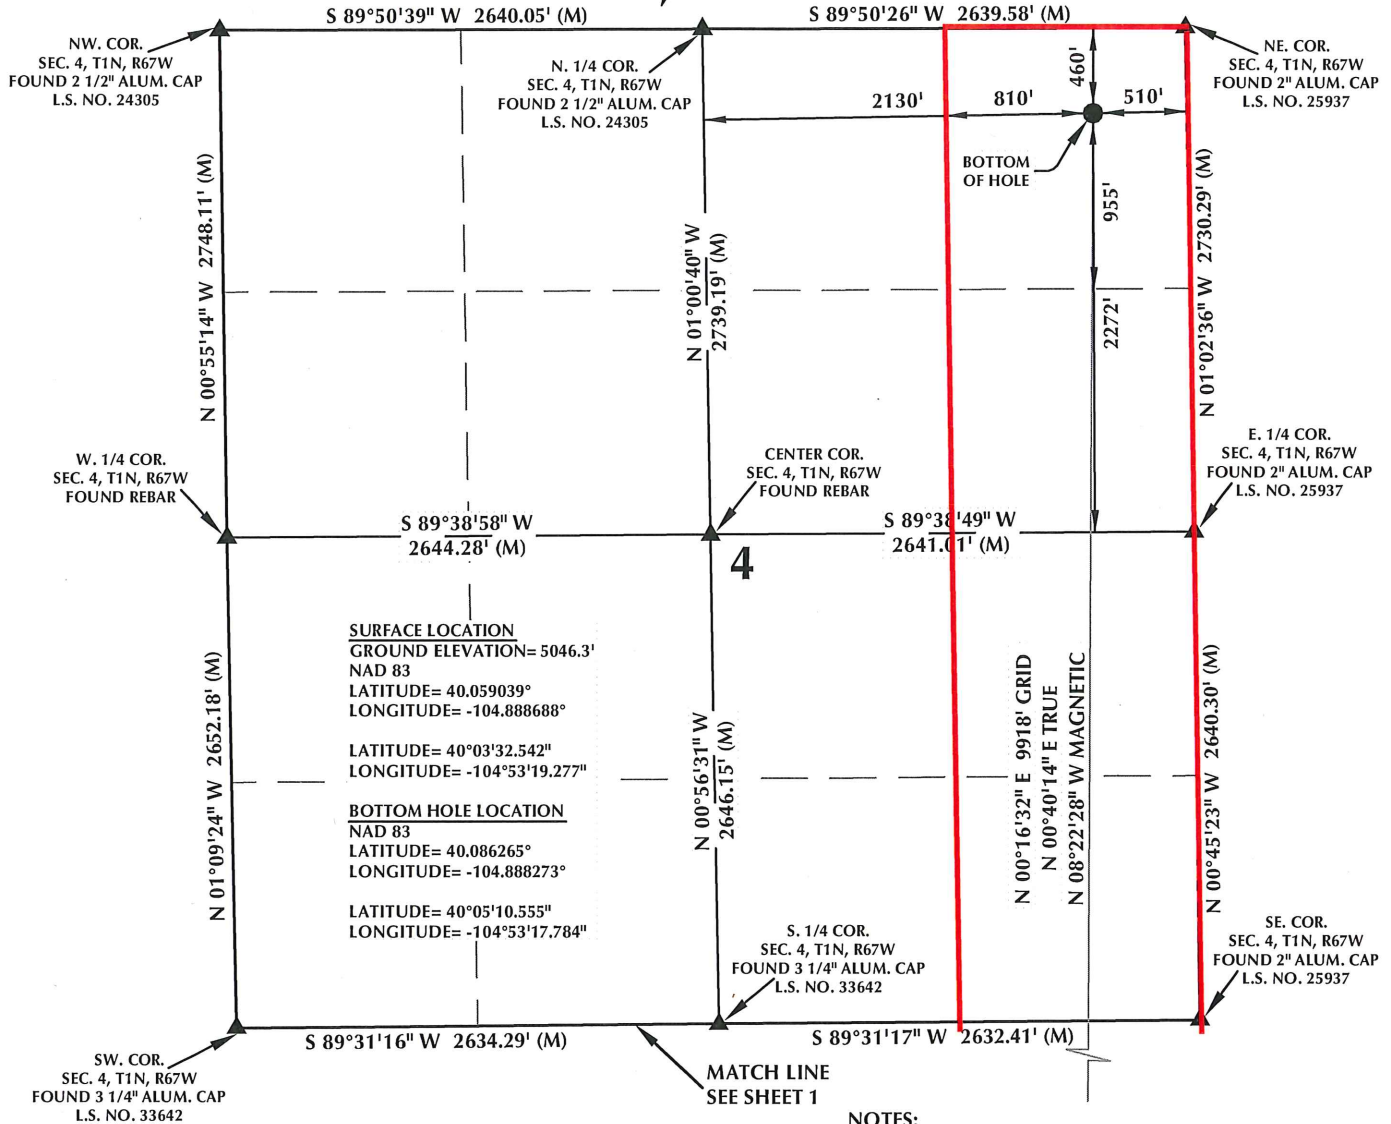 S 89°50'39" W 2640.05' (M)
S 89°50'26" W 2639.58' (M)
NW. COR.
SEC. 4, T1N, R67W
FOUND 2 1/2" ALUM. CAP
L.S. NO. 24305
N. 1/4 COR.
SEC. 4, T1N, R67W
FOUND 2 1/2" ALUM. CAP
L.S. NO. 24305
NE. COR.
SEC. 4, T1N, R67W
FOUND 2" ALUM. CAP
L.S. NO. 25937
460'
2130'
810'
510'
BOTTOM
OF HOLE
955'
2272'
N 00°55'14" W 2748.11' (M)
N 01°00'40" W
2739.19' (M)
N 01°02'36" W 2730.29' (M)
W. 1/4 COR.
SEC. 4, T1N, R67W
FOUND REBAR
CENTER COR.
SEC. 4, T1N, R67W
FOUND REBAR
E. 1/4 COR.
SEC. 4, T1N, R67W
FOUND 2" ALUM. CAP
L.S. NO. 25937
S 89°38'58" W
2644.28' (M)
S 89°38'49" W
2641.01' (M)
4
SURFACE LOCATION
GROUND ELEVATION= 5046.3'
NAD 83
LATITUDE= 40.059039°
LONGITUDE= -104.888688°
LATITUDE= 40°03'32.542"
LONGITUDE= -104°53'19.277"
BOTTOM HOLE LOCATION
NAD 83
LATITUDE= 40.086265°
LONGITUDE= -104.888273°
LATITUDE= 40°05'10.555"
LONGITUDE= -104°53'17.784"
N 01°09'24" W 2652.18' (M)
N 00°56'31" W
2646.15' (M)
N 00°16'32" E 9918' GRID
N 00°40'14" E TRUE
N 08°22'28" W MAGNETIC
N 00°45'23" W 2640.30' (M)
S. 1/4 COR.
SEC. 4, T1N, R67W
FOUND 3 1/4" ALUM. CAP
L.S. NO. 33642
SE. COR.
SEC. 4, T1N, R67W
FOUND 2" ALUM. CAP
L.S. NO. 25937
S 89°31'16" W 2634.29' (M)
S 89°31'17" W 2632.41' (M)
SW. COR.
SEC. 4, T1N, R67W
FOUND 3 1/4" ALUM. CAP
L.S. NO. 33642
MATCH LINE
SEE SHEET 1
NOTES: